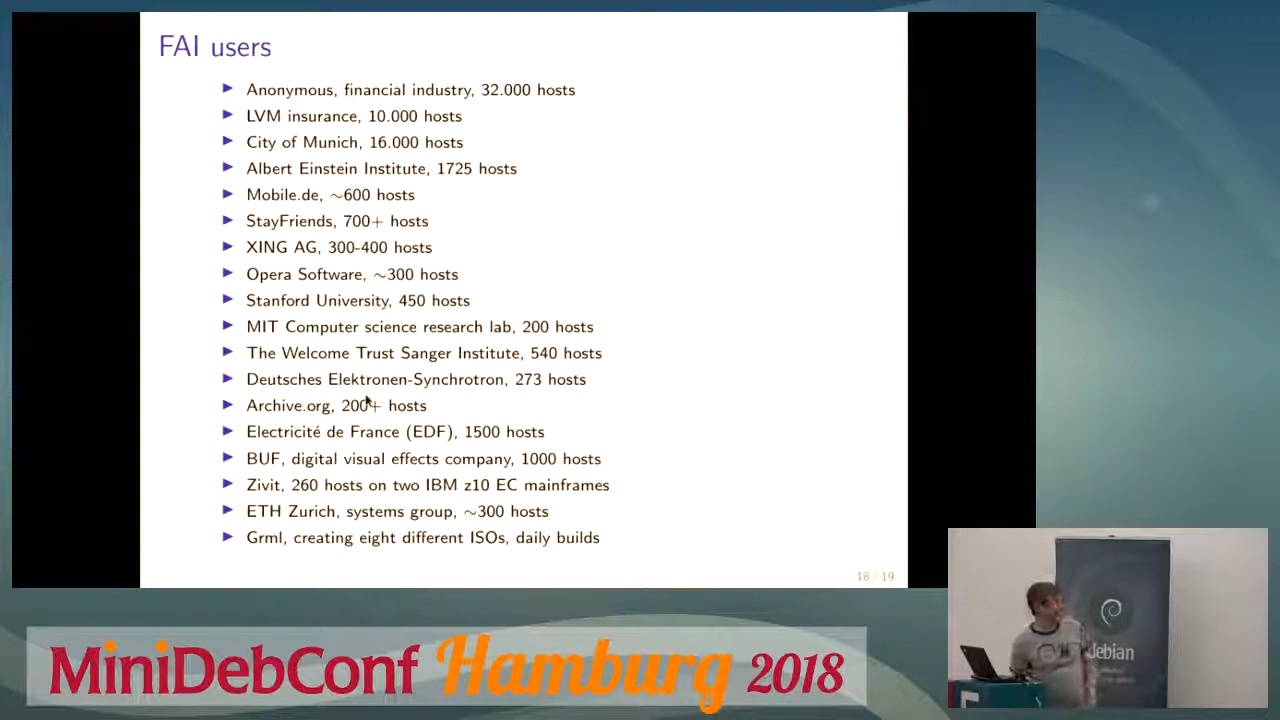 FAI users
Anonymous, financial industry, 32.000 hosts
LVM insurance, 10.000 hosts
City of Munich, 16.000 hosts
Albert Einstein Institute, 1725 hosts
Mobile.de, ~600 hosts
StayFriends, 700+ hosts
XING AG, 300-400 hosts
Opera Software, ~300 hosts
Stanford University, 450 hosts
MIT Computer science research lab, 200 hosts
The Welcome Trust Sanger Institute, 540 hosts
Deutsches Elektronen-Synchrotron, 273 hosts
Archive.org, 200+ hosts
Electricité de France (EDF), 1500 hosts
BUF, digital visual effects company, 1000 hosts
Zivit, 260 hosts on two IBM z10 EC mainframes
ETH Zurich, systems group, ~300 hosts
Grml, creating eight different ISOs, daily builds
18 / 19
debian
MiniDebConf Hamburg 2018